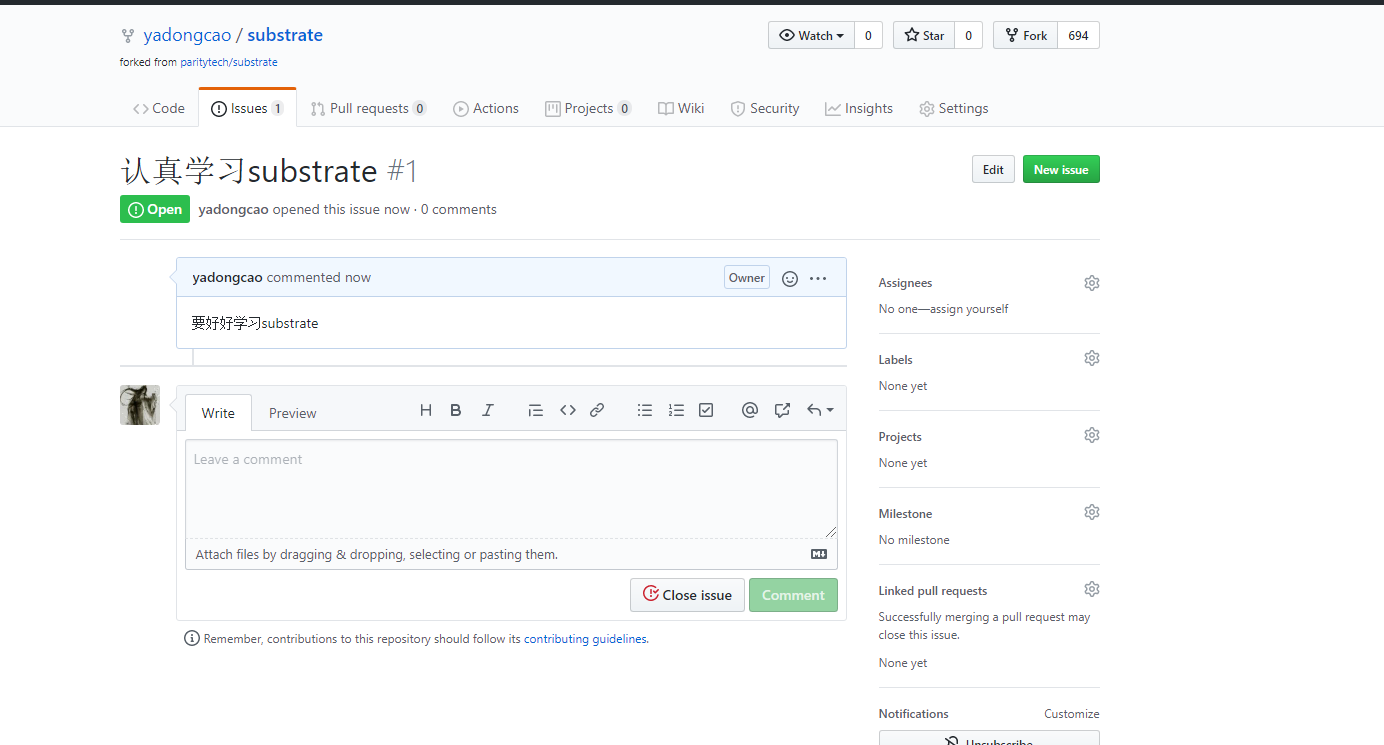 yadongcao / substrate
Watch 0 Star 0 Fork 694
forked from paritytech/substrate
Code Issues 1 Pull requests 0 Actions Projects 0 Wiki Security Insights Settings
认真学习substrate #1
Edit New issue
Open yadongcao opened this issue now · 0 comments
yadongcao commented now Owner
要好好学习substrate
Write Preview
Leave a comment
Attach files by dragging & dropping, selecting or pasting them.
Close issue Comment
Remember, contributions to this repository should follow its contributing guidelines.
Assignees
No one—assign yourself
Labels
None yet
Projects
None yet
Milestone
No milestone
Linked pull requests
Successfully merging a pull request may
close this issue.
None yet
Notifications Customize
Unsubscribe